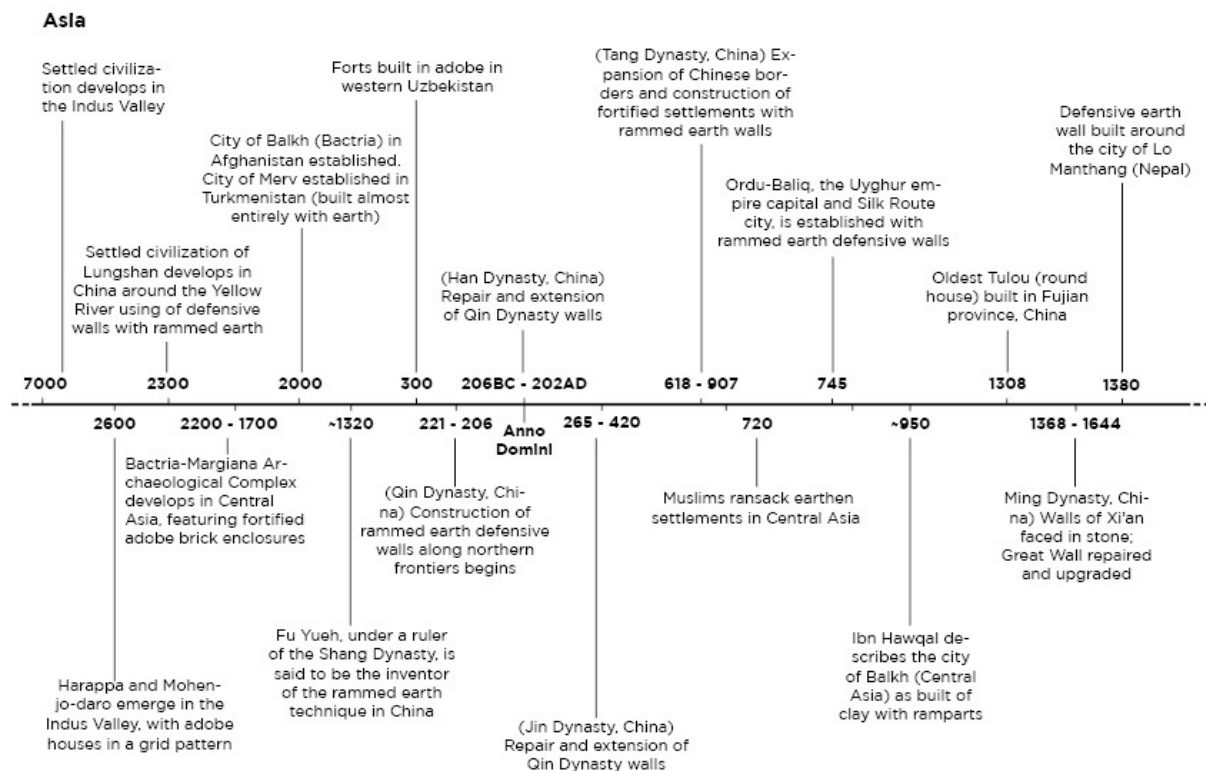 Asia
Settled civiliza-
tion develops in
the Indus Valley
Forts built in adobe in
western Uzbekistan
(Tang Dynasty, China) Ex-
pansion of Chinese bor-
ders and construction of
fortified settlements with
rammed earth walls
Defensive earth
wall built around
the city of Lo
Manthang (Nepal)
City of Balkh (Bactria) in
Afghanistan established.
City of Merv established in
Turkmenistan (built almost
entirely with earth)
Ordu-Baliq, the Uyghur em-
pire capital and Silk Route
city, is established with
rammed earth defensive walls
Settled civilization of
Lungshan develops in
China around the Yellow
River using of defensive
walls with rammed earth
(Han Dynasty, China)
Repair and extension
of Qin Dynasty walls
Oldest Tulou (round
house) built in Fujian
province, China
7000 2300 2000 300 206BC - 202AD 618 - 907 745 1308 1380
2600 2200 - 1700 ~1320 221 - 206 Anno 265 - 420 720 ~950 1368 - 1644
Domini
Bactria-Margiana Ar-
chaeological Complex
develops in Central
Asia, featuring fortified
adobe brick enclosures
(Qin Dynasty, Chi-
na) Construction of
rammed earth defensive
walls along northern
frontiers begins
Muslims ransack earthen
settlements in Central Asia
Ming Dynasty, Chi-
na) Walls of Xi'an
faced in stone;
Great Wall repaired
and upgraded
Harappa and Mohen-
jo-daro emerge in the
Indus Valley, with adobe
houses in a grid pattern
Fu Yueh, under a ruler
of the Shang Dynasty, is
said to be the inventor
of the rammed earth
technique in China
(Jin Dynasty, China)
Repair and extension of
Qin Dynasty walls
Ibn Hawqal de-
scribes the city
of Balkh (Central
Asia) as built of
clay with ramparts